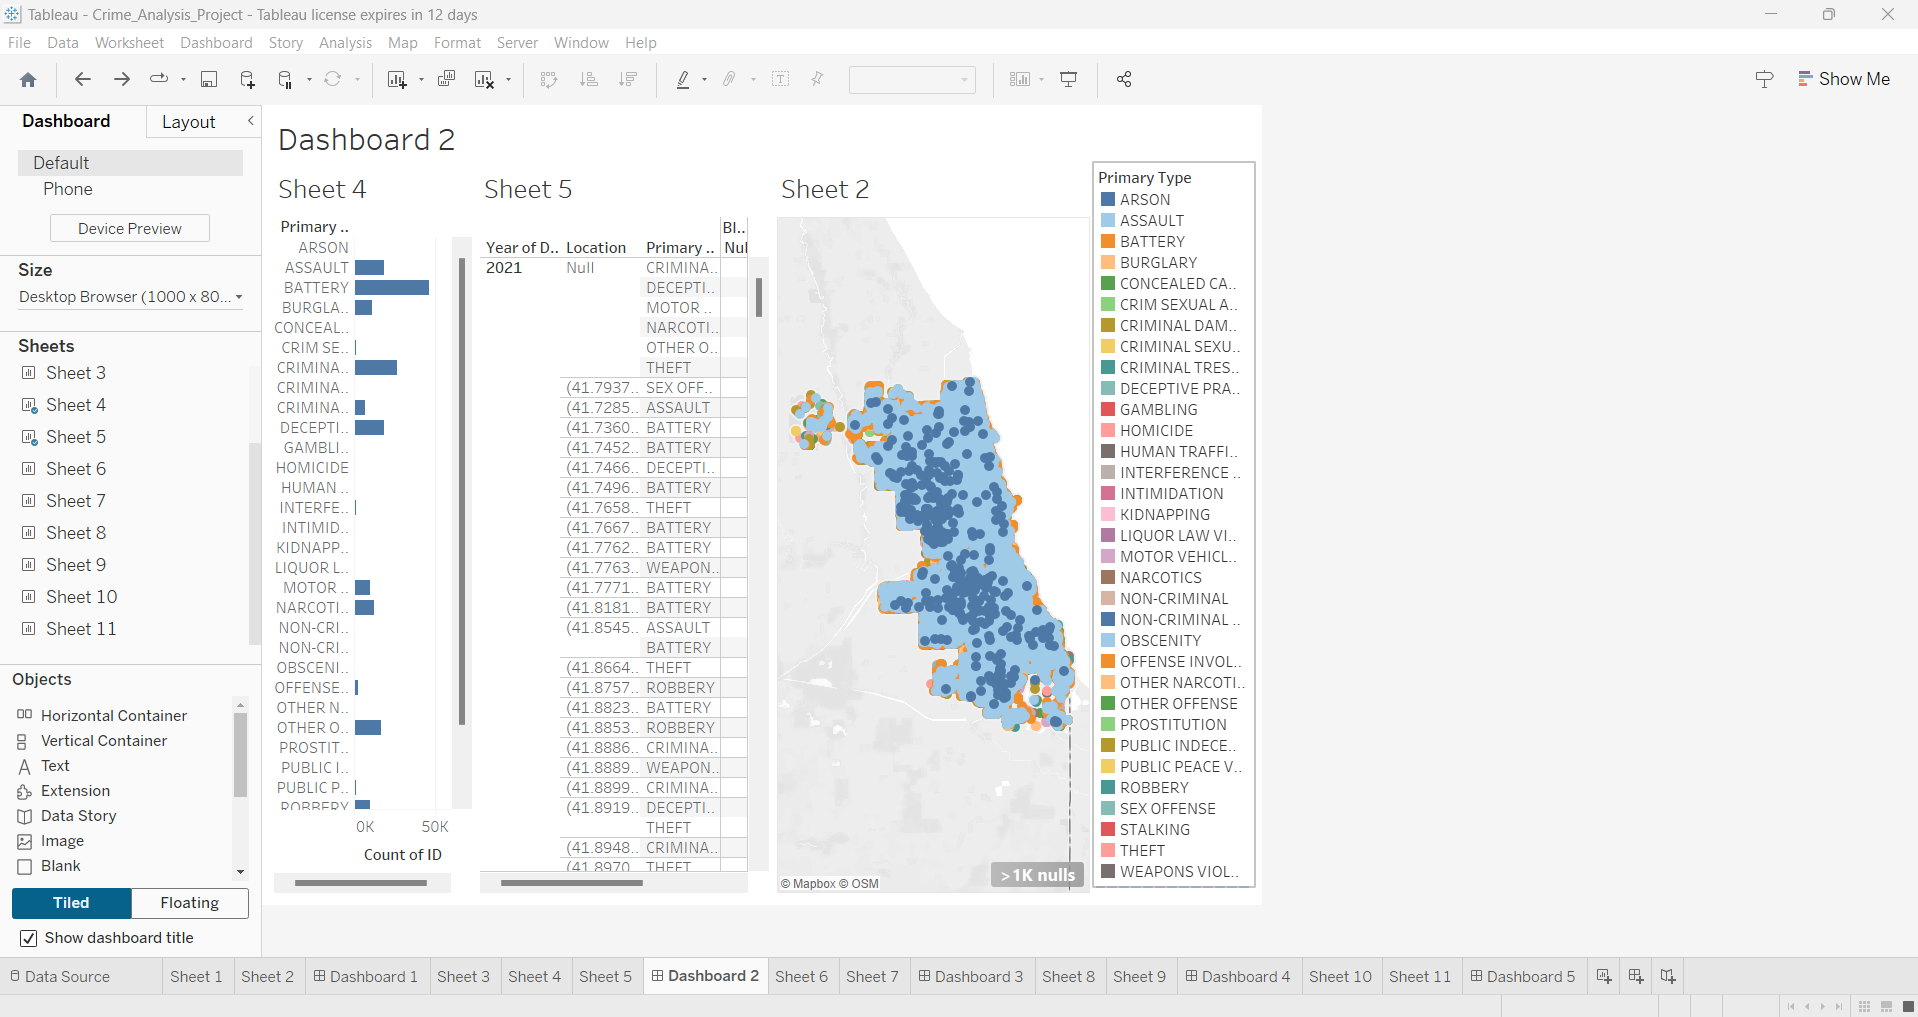 Tableau - Crime_Analysis_Project - Tableau license expires in 12 days
File Data Worksheet Dashboard Story Analysis Map Format Server Window Help
Show Me
Dashboard Layout
Default
Phone
Device Preview
Size
Desktop Browser (1000 x 80...
Sheets
Sheet 3
Sheet 4
Sheet 5
Sheet 6
Sheet 7
Sheet 8
Sheet 9
Sheet 10
Sheet 11
Objects
Horizontal Container
Vertical Container
Text
Extension
Data Story
Image
Blank
Tiled Floating
Show dashboard title
Dashboard 2
Sheet 4
Primary ..
ARSON
ASSAULT
BATTERY
BURGLA..
CONCEAL..
CRIM SE..
CRIMINA..
CRIMINA..
CRIMINA..
DECEPTI..
GAMBLI..
HOMICIDE
HUMAN ..
INTERFE..
INTIMID..
KIDNAPP..
LIQUOR L..
MOTOR ..
NARCOTI..
NON-CRI..
NON-CRI..
OBSCENI..
OFFENSE..
OTHER N..
OTHER O..
PROSTIT..
PUBLIC I..
PUBLIC P..
ROBBERY
0K 50K
Count of ID
Sheet 5
Bl..
Year of D.. Location Primary .. Nul
2021 Null CRIMINA..
DECEPTI..
MOTOR ..
NARCOTI..
OTHER O..
THEFT
(41.7937.. SEX OFF..
(41.7285.. ASSAULT
(41.7360.. BATTERY
(41.7452.. BATTERY
(41.7466.. DECEPTI..
(41.7496.. BATTERY
(41.7658.. THEFT
(41.7667.. BATTERY
(41.7762.. BATTERY
(41.7763.. WEAPON..
(41.7771.. BATTERY
(41.8181.. BATTERY
(41.8545.. ASSAULT
BATTERY
(41.8664.. THEFT
(41.8757.. ROBBERY
(41.8823.. BATTERY
(41.8853.. ROBBERY
(41.8886.. CRIMINA..
(41.8889.. WEAPON..
(41.8899.. CRIMINA..
(41.8919.. DECEPTI..
THEFT
(41.8948.. CRIMINA..
(41.8970.. THEFT
Sheet 2
© Mapbox © OSM
>1K nulls
Primary Type
ARSON
ASSAULT
BATTERY
BURGLARY
CONCEALED CA..
CRIM SEXUAL A..
CRIMINAL DAM..
CRIMINAL SEXU..
CRIMINAL TRES..
DECEPTIVE PRA..
GAMBLING
HOMICIDE
HUMAN TRAFFI..
INTERFERENCE ..
INTIMIDATION
KIDNAPPING
LIQUOR LAW VI..
MOTOR VEHICL..
NARCOTICS
NON-CRIMINAL
NON-CRIMINAL ..
OBSCENITY
OFFENSE INVOL..
OTHER NARCOTI..
OTHER OFFENSE
PROSTITUTION
PUBLIC INDECE..
PUBLIC PEACE V..
ROBBERY
SEX OFFENSE
STALKING
THEFT
WEAPONS VIOL..
Data Source Sheet 1 Sheet 2 Dashboard 1 Sheet 3 Sheet 4 Sheet 5 Dashboard 2 Sheet 6 Sheet 7 Dashboard 3 Sheet 8 Sheet 9 Dashboard 4 Sheet 10 Sheet 11 Dashboard 5